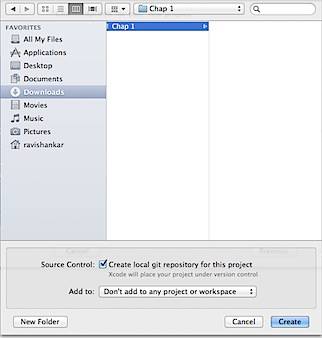 Chap 1
FAVORITES
All My Files
Applications
Desktop
Documents
Downloads
Movies
Music
Pictures
ravishankar
Chap 1
Source Control: Create local git repository for this project
Xcode will place your project under version control
Add to: Don't add to any project or workspace
New Folder Cancel Create